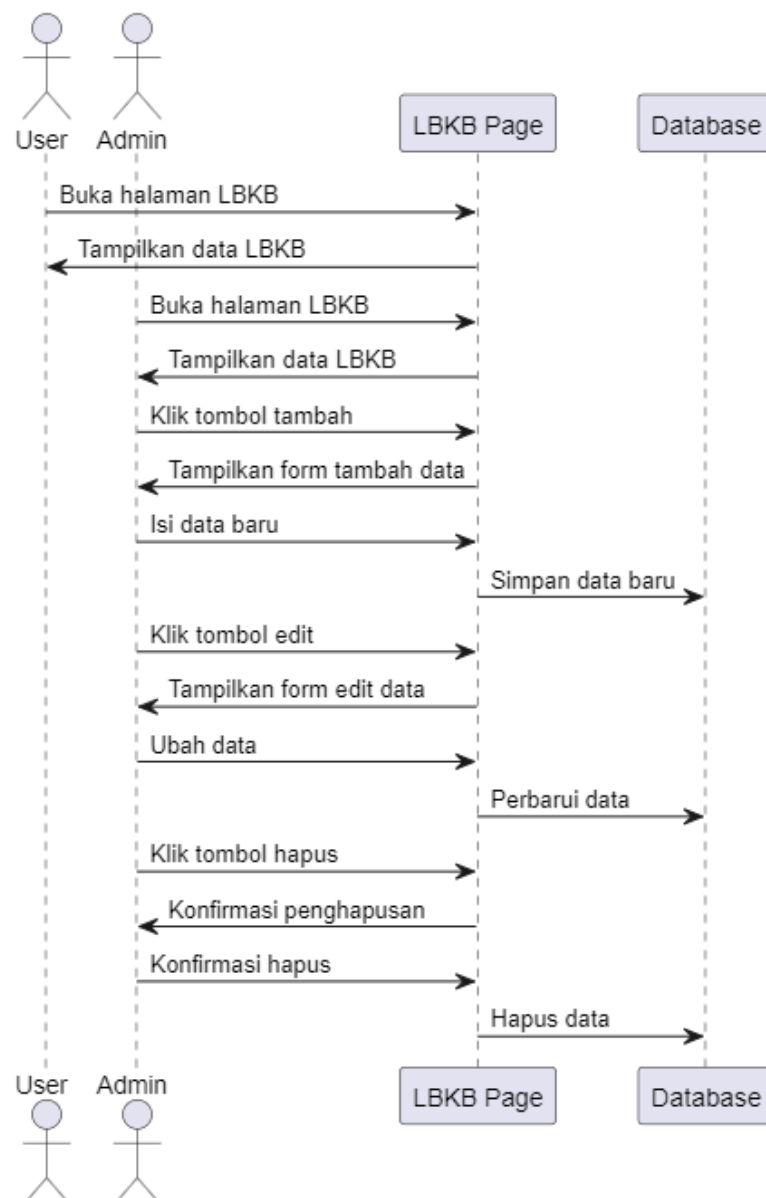 User Admin LBKB Page Database
Buka halaman LBKB
Tampilkan data LBKB
Buka halaman LBKB
Tampilkan data LBKB
Klik tombol tambah
Tampilkan form tambah data
Isi data baru
Simpan data baru
Klik tombol edit
Tampilkan form edit data
Ubah data
Perbarui data
Klik tombol hapus
Konfirmasi penghapusan
Konfirmasi hapus
Hapus data
User Admin LBKB Page Database